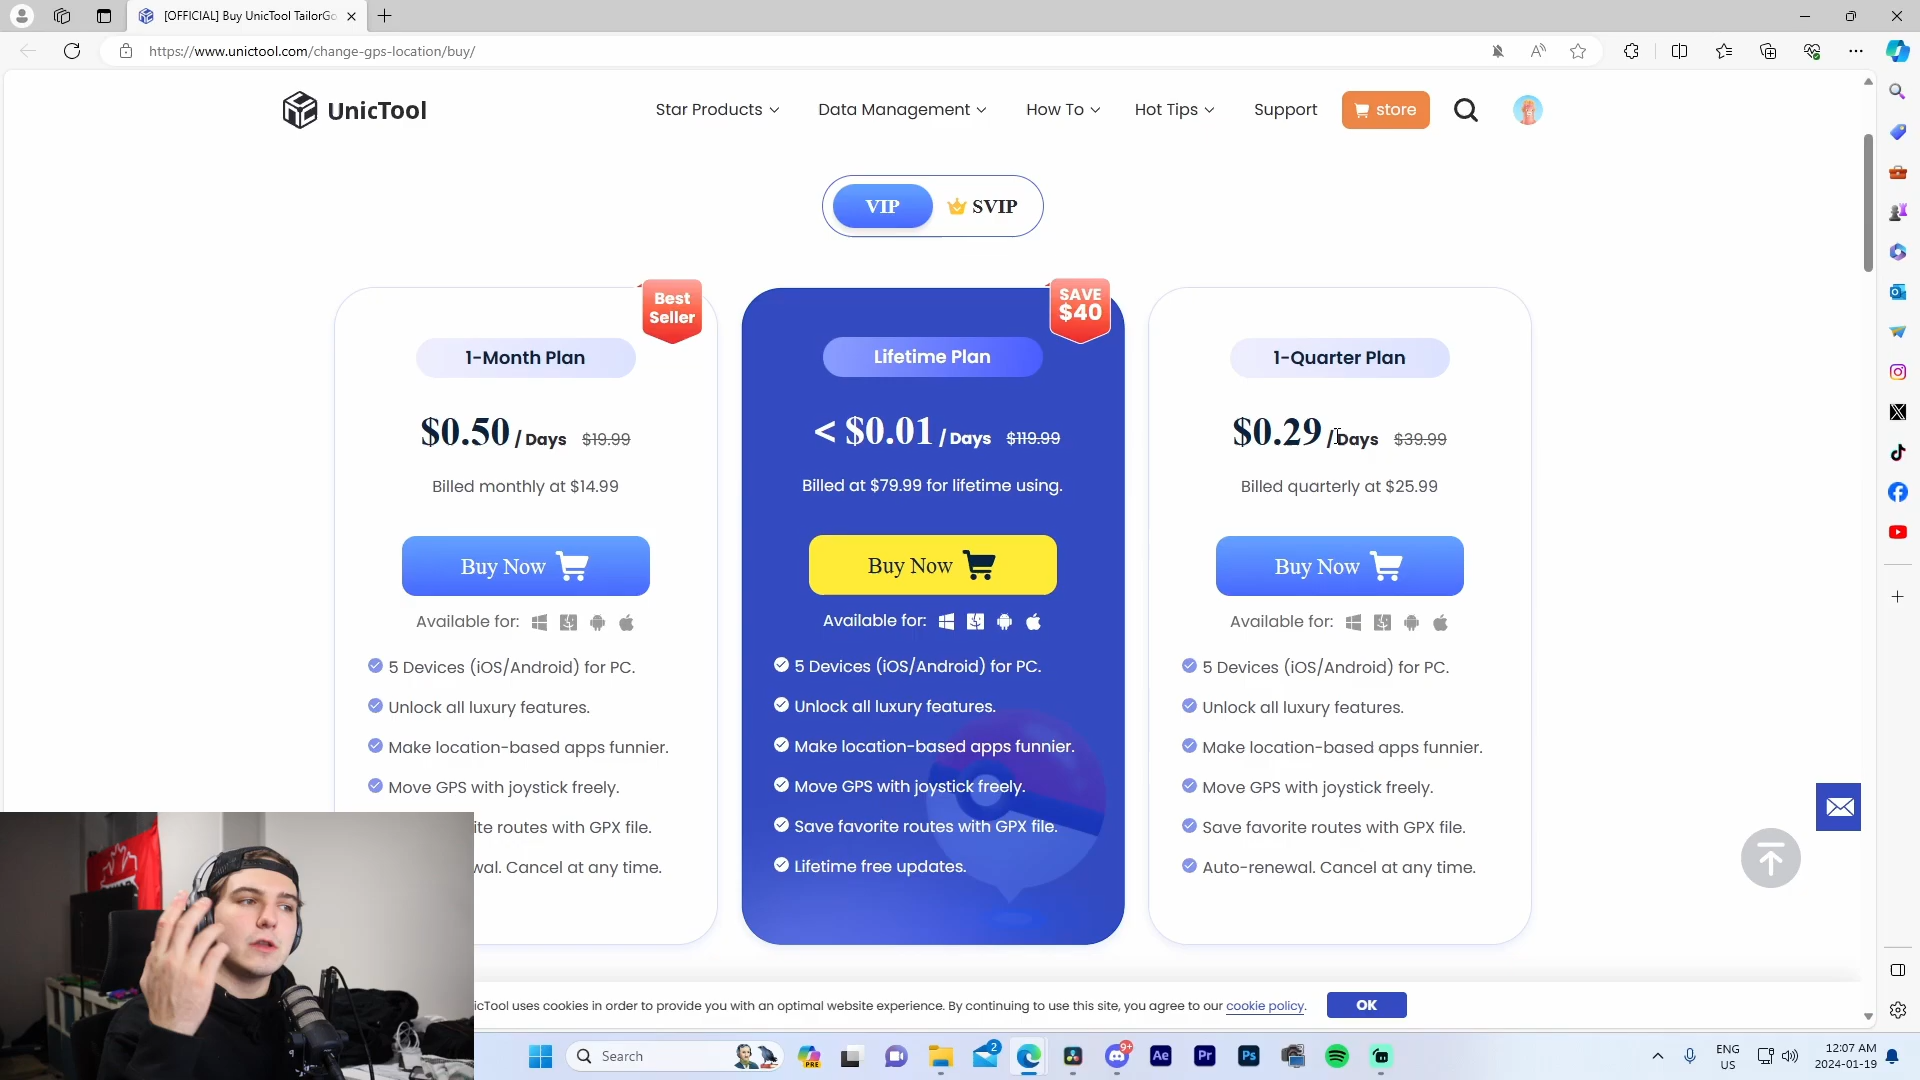 [OFFICIAL] Buy UnicTool TailorGo
https://www.unictool.com/change-gps-location/buy/
UnicTool
Star Products
Data Management
How To
Hot Tips
Support
store
VIP
SVIP
Best
Seller
1-Month Plan
$0.50 / Days $19.99
Billed monthly at $14.99
Buy Now
Available for:
5 Devices (iOS/Android) for PC.
Unlock all luxury features.
Make location-based apps funnier.
Move GPS with joystick freely.
ite routes with GPX file.
wal. Cancel at any time.
SAVE
$40
Lifetime Plan
< $0.01 / Days $119.99
Billed at $79.99 for lifetime using.
Buy Now
Available for:
5 Devices (iOS/Android) for PC.
Unlock all luxury features.
Make location-based apps funnier.
Move GPS with joystick freely.
Save favorite routes with GPX file.
Lifetime free updates.
1-Quarter Plan
$0.29 / Days $39.99
Billed quarterly at $25.99
Buy Now
Available for:
5 Devices (iOS/Android) for PC.
Unlock all luxury features.
Make location-based apps funnier.
Move GPS with joystick freely.
Save favorite routes with GPX file.
Auto-renewal. Cancel at any time.
icTool uses cookies in order to provide you with an optimal website experience. By continuing to use this site, you agree to our cookie policy.
OK
Search
PRE
2
9+
Ae
Pr
Ps
ENG
US
12:07 AM
2024-01-19